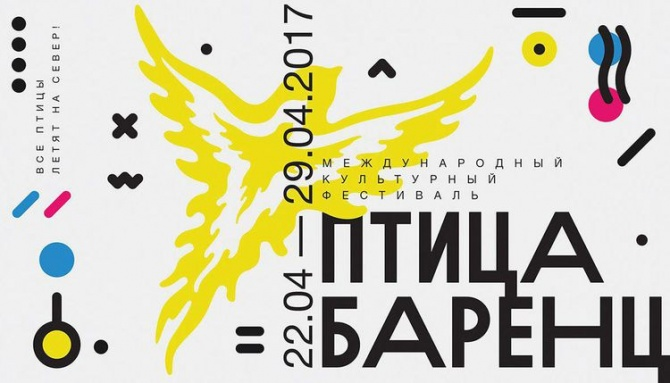 ВСЕ ПТИЦЫ
ЛЕТЯТ НА СЕВЕР!
22.04 — 29.04.2017
МЕЖДУНАРОДНЫЙ
КУЛЬТУРНЫЙ
ФЕСТИВАЛЬ
ПТИЦА
БАРЕНЦ